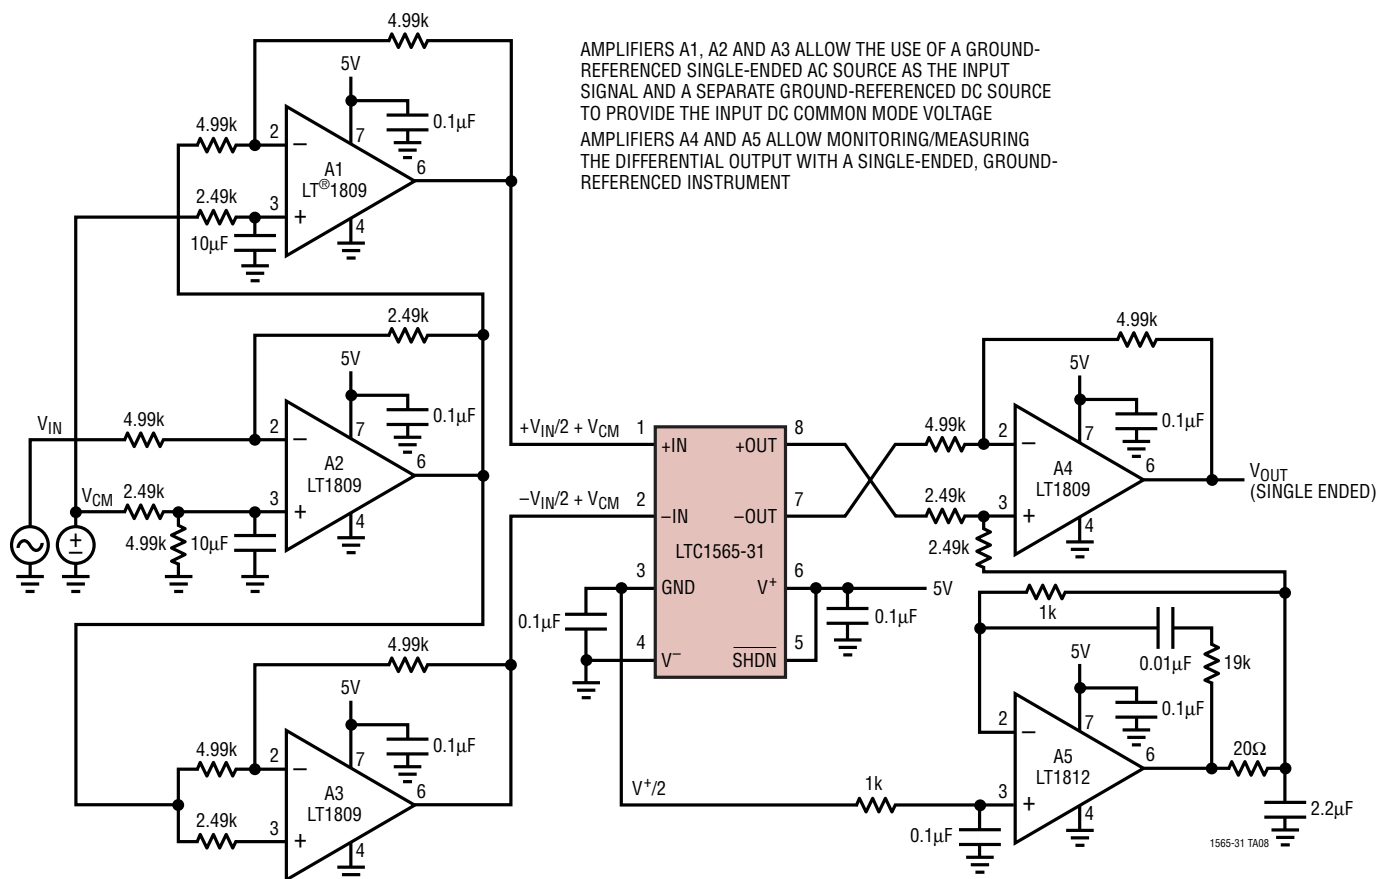 4.99k
5V
0.1µF
4.99k
2
7
A1
LT®1809
6
2.49k
3
4
10µF
AMPLIFIERS A1, A2 AND A3 ALLOW THE USE OF A GROUND-
REFERENCED SINGLE-ENDED AC SOURCE AS THE INPUT
SIGNAL AND A SEPARATE GROUND-REFERENCED DC SOURCE
TO PROVIDE THE INPUT DC COMMON MODE VOLTAGE
AMPLIFIERS A4 AND A5 ALLOW MONITORING/MEASURING
THE DIFFERENTIAL OUTPUT WITH A SINGLE-ENDED, GROUND-
REFERENCED INSTRUMENT
2.49k
5V
0.1µF
VIN
4.99k
2
7
A2
LT1809
6
VCM
2.49k
3
4
4.99k
10µF
4.99k
5V
0.1µF
4.99k
2
7
A3
LT1809
6
2.49k
3
4
+VIN/2 + VCM
1
+IN
+OUT
8
−VIN/2 + VCM
2
−IN
−OUT
7
LTC1565-31
3
GND
V+
6
5V
0.1µF
0.1µF
4
V−
SHDN
5
V+/2
4.99k
5V
0.1µF
4.99k
2
7
A4
LT1809
6
VOUT
(SINGLE ENDED)
2.49k
3
4
2.49k
1k
0.01µF
19k
5V
0.1µF
2
7
A5
LT1812
6
20Ω
1k
3
4
0.1µF
2.2µF
1565-31 TA08